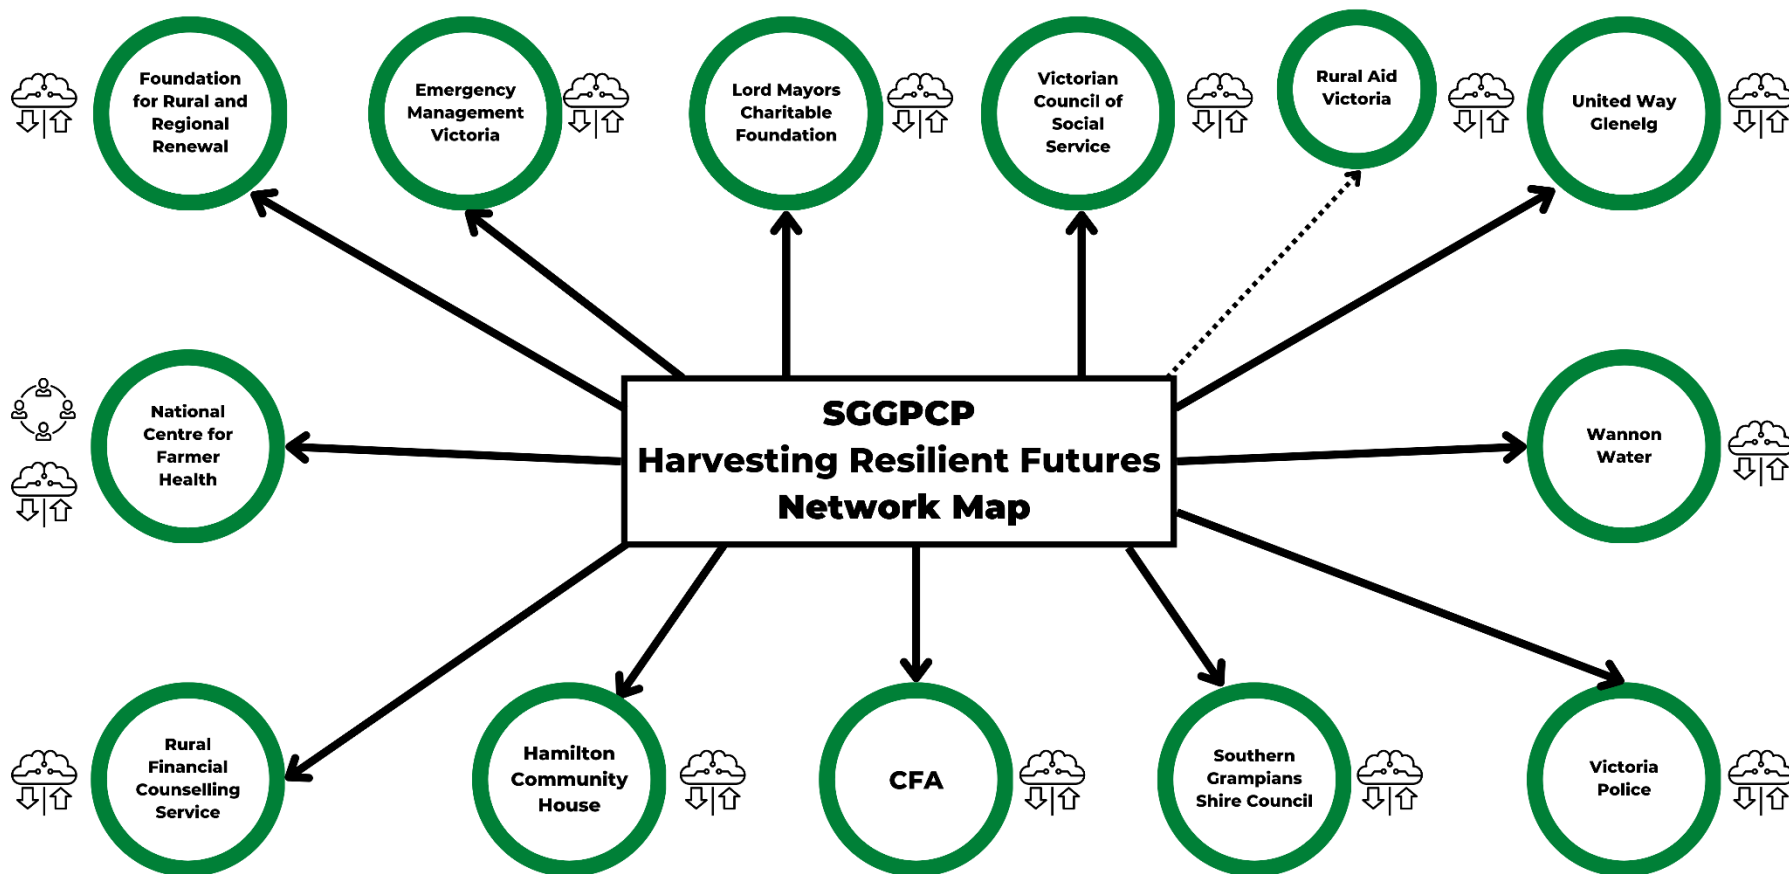 Foundation
for Rural and
Regional
Renewal
Emergency
Management
Victoria
Lord Mayors
Charitable
Foundation
Victorian
Council of
Social
Service
Rural Aid
Victoria
United Way
Glenelg
National
Centre for
Farmer
Health
SGGPCP
Harvesting Resilient Futures
Network Map
Wannon
Water
Rural
Financial
Counselling
Service
Hamilton
Community
House
CFA
Southern
Grampians
Shire Council
Victoria
Police